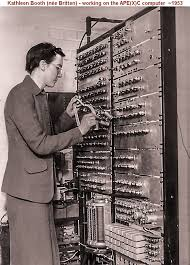 Kathleen Booth (née Britten) - working on the APE(X)C computer ~1953